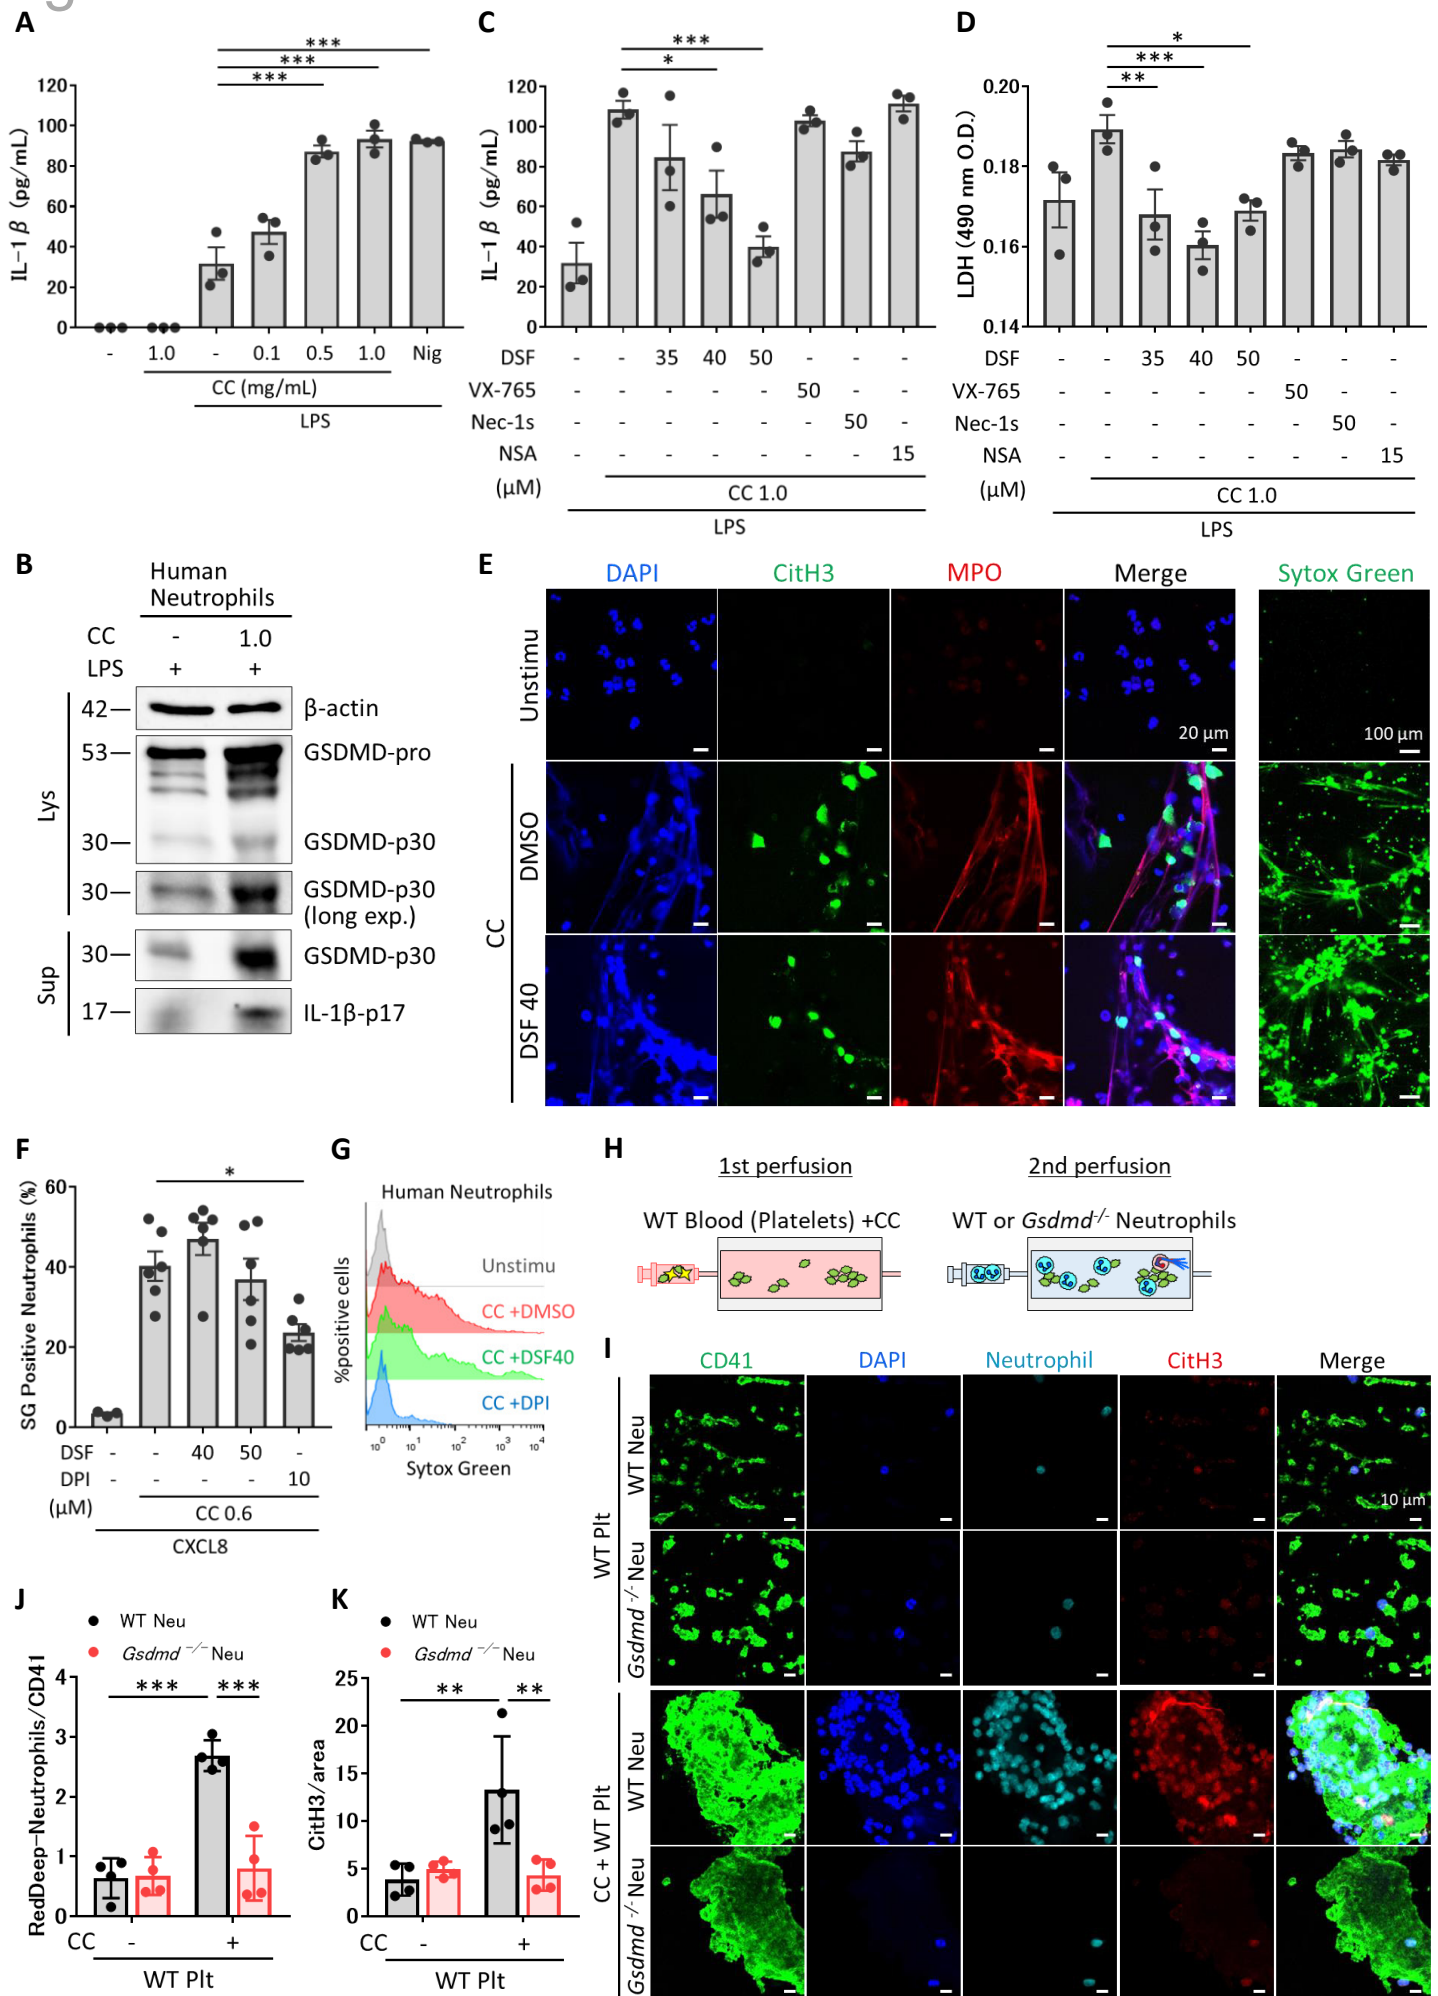 A
***
***
***
IL-1β (pg/mL)
120
100
80
60
40
20
0
- 1.0 - 0.1 0.5 1.0 Nig
CC (mg/mL)
LPS
C
***
*
IL-1β (pg/mL)
120
100
80
60
40
20
0
DSF - - 35 40 50 - - -
VX-765 - - - - - 50 - -
Nec-1s - - - - - - 50 -
NSA - - - - - - - 15
(μM)
CC 1.0
LPS
D
*
***
**
LDH (490 nm O.D.)
0.20
0.18
0.16
0.14
DSF - - 35 40 50 - - -
VX-765 - - - - - 50 - -
Nec-1s - - - - - - 50 -
NSA - - - - - - - 15
(μM)
CC 1.0
LPS
B
Human
Neutrophils
CC - 1.0
LPS + +
Lys
42 β-actin
53 GSDMD-pro
30 GSDMD-p30
30 GSDMD-p30
(long exp.)
Sup
30 GSDMD-p30
17 IL-1β-p17
E
DAPI CitH3 MPO Merge Sytox Green
Unstimu
20 μm
100 μm
CC
DMSO
DSF 40
F
*
SG Positive Neutrophils (%)
60
40
20
0
DSF - - 40 50 -
DPI - - - - 10
(μM)
CC 0.6
CXCL8
G
Human Neutrophils
%positive cells
Unstimu
CC +DMSO
CC +DSF40
CC +DPI
10⁰ 10¹ 10² 10³ 10⁴
Sytox Green
H
1st perfusion
2nd perfusion
WT Blood (Platelets) +CC
WT or Gsdmd-/- Neutrophils
I
CD41 DAPI Neutrophil CitH3 Merge
WT Plt
WT Neu
10 μm
Gsdmd-/- Neu
CC + WT Plt
WT Neu
Gsdmd-/- Neu
J
WT Neu
Gsdmd-/- Neu
RedDeep-Neutrophils/CD41
*** ***
4
3
2
1
0
CC - +
WT Plt
K
WT Neu
Gsdmd-/- Neu
CitH3/area
** **
25
20
15
10
5
0
CC - +
WT Plt